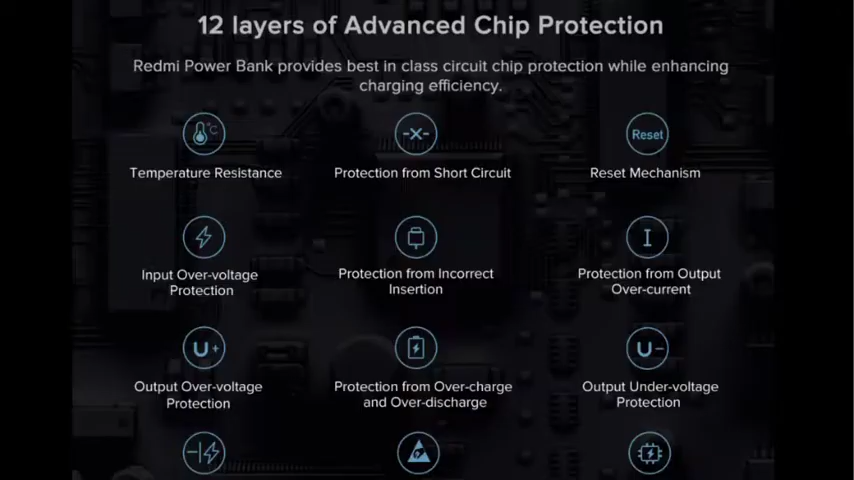 12 layers of Advanced Chip Protection
Redmi Power Bank provides best in class circuit chip protection while enhancing
charging efficiency.
°C
-X-
Reset
Temperature Resistance
Protection from Short Circuit
Reset Mechanism
I
Input Over-voltage
Protection
Protection from Incorrect
Insertion
Protection from Output
Over-current
U+
U-
Output Over-voltage
Protection
Protection from Over-charge
and Over-discharge
Output Under-voltage
Protection